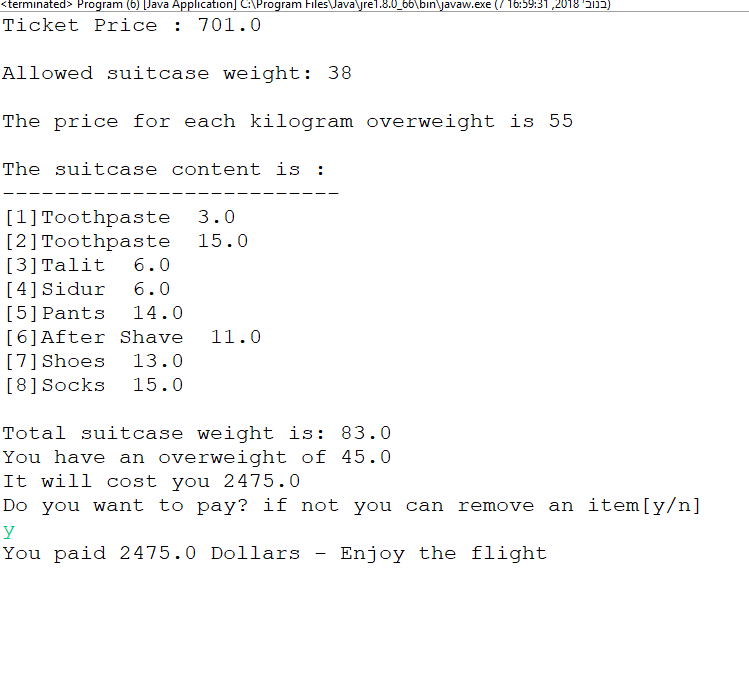 <terminated> Program (6) [Java Application] C:\Program Files\Java\jre1.8.0_66\bin\javaw.exe (7 16:59:31 ,2018 בנוב׳)
Ticket Price : 701.0
Allowed suitcase weight: 38
The price for each kilogram overweight is 55
The suitcase content is :
--------------------------
[1]Toothpaste  3.0
[2]Toothpaste  15.0
[3]Talit  6.0
[4]Sidur  6.0
[5]Pants  14.0
[6]After Shave  11.0
[7]Shoes  13.0
[8]Socks  15.0
Total suitcase weight is: 83.0
You have an overweight of 45.0
It will cost you 2475.0
Do you want to pay? if not you can remove an item[y/n]
y
You paid 2475.0 Dollars - Enjoy the flight